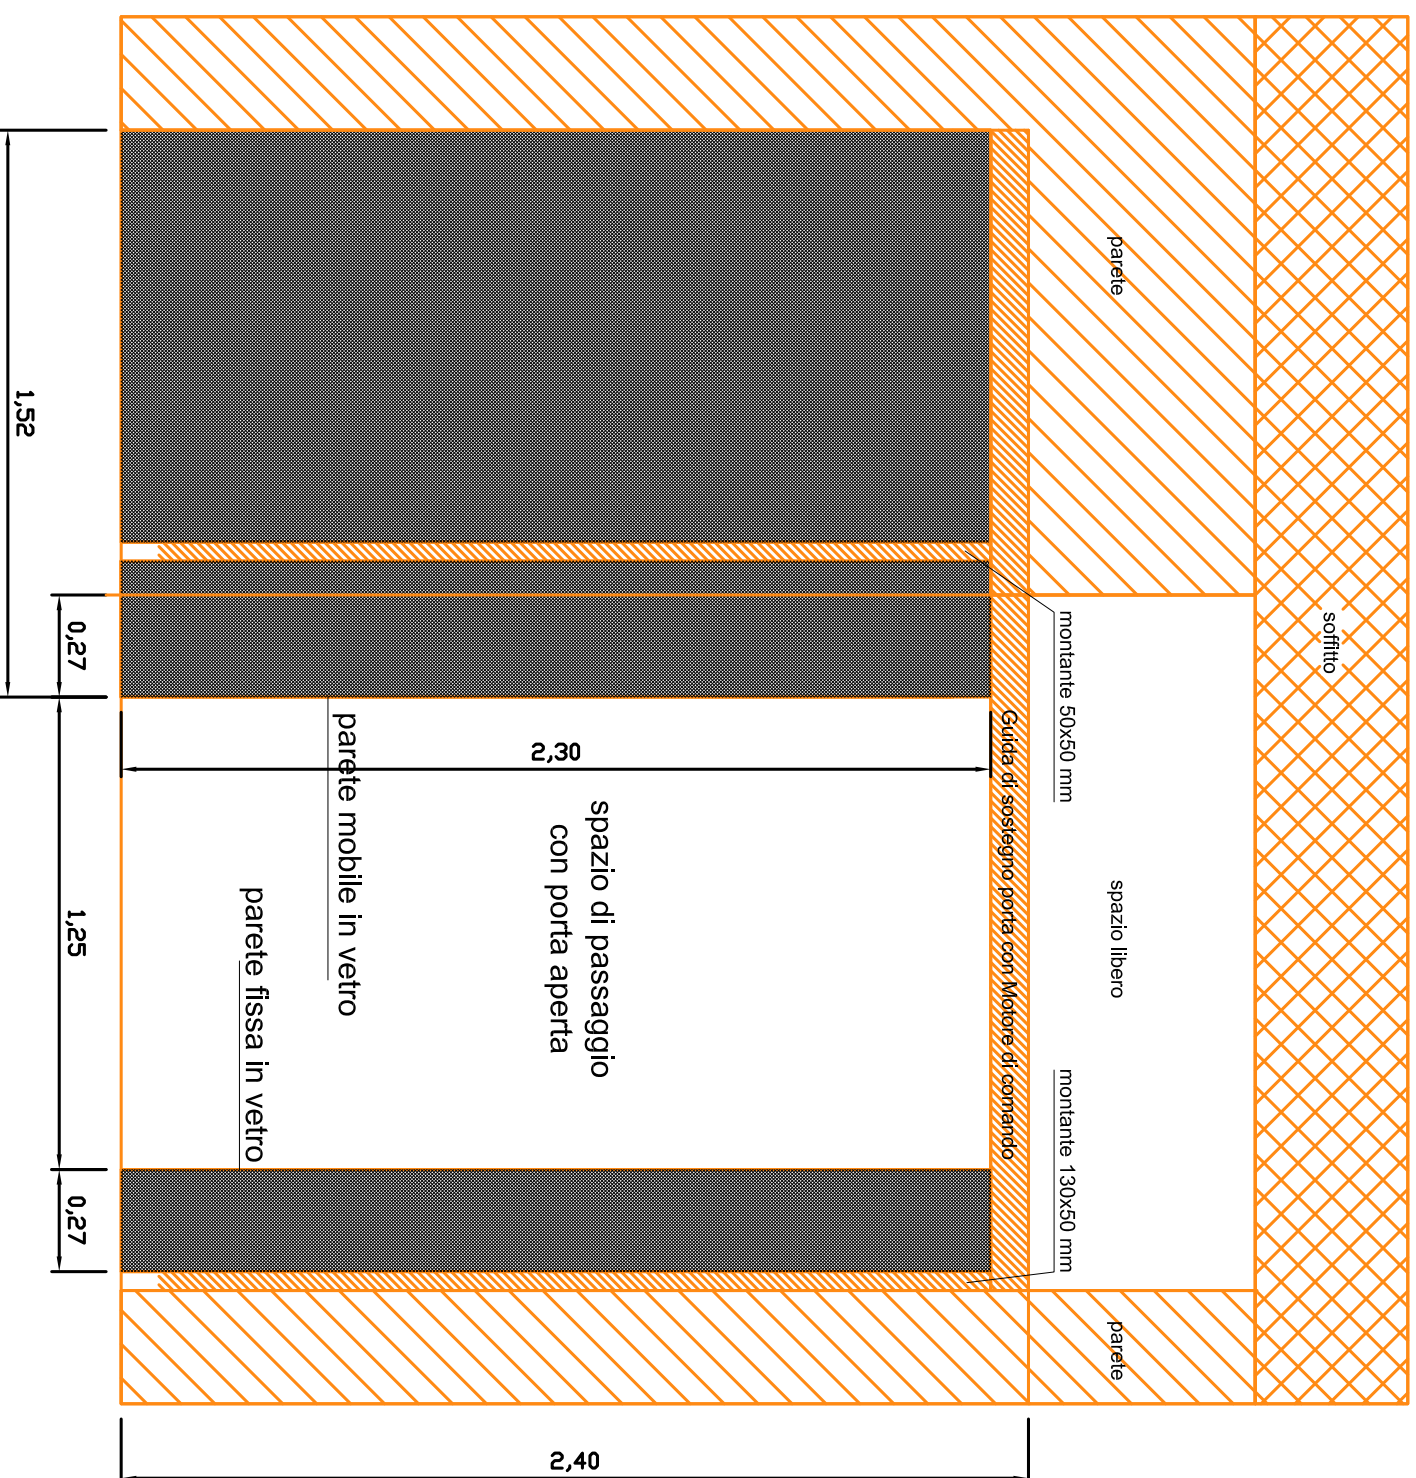 soffitto
parete
spazio libero
parete
montante 50x50 mm
montante 130x50 mm
Guida di sostegno porta con Motore di comando
spazio di passaggio
con porta aperta
2,30
2,40
parete mobile in vetro
parete fissa in vetro
0,27
1,25
0,27
1,52